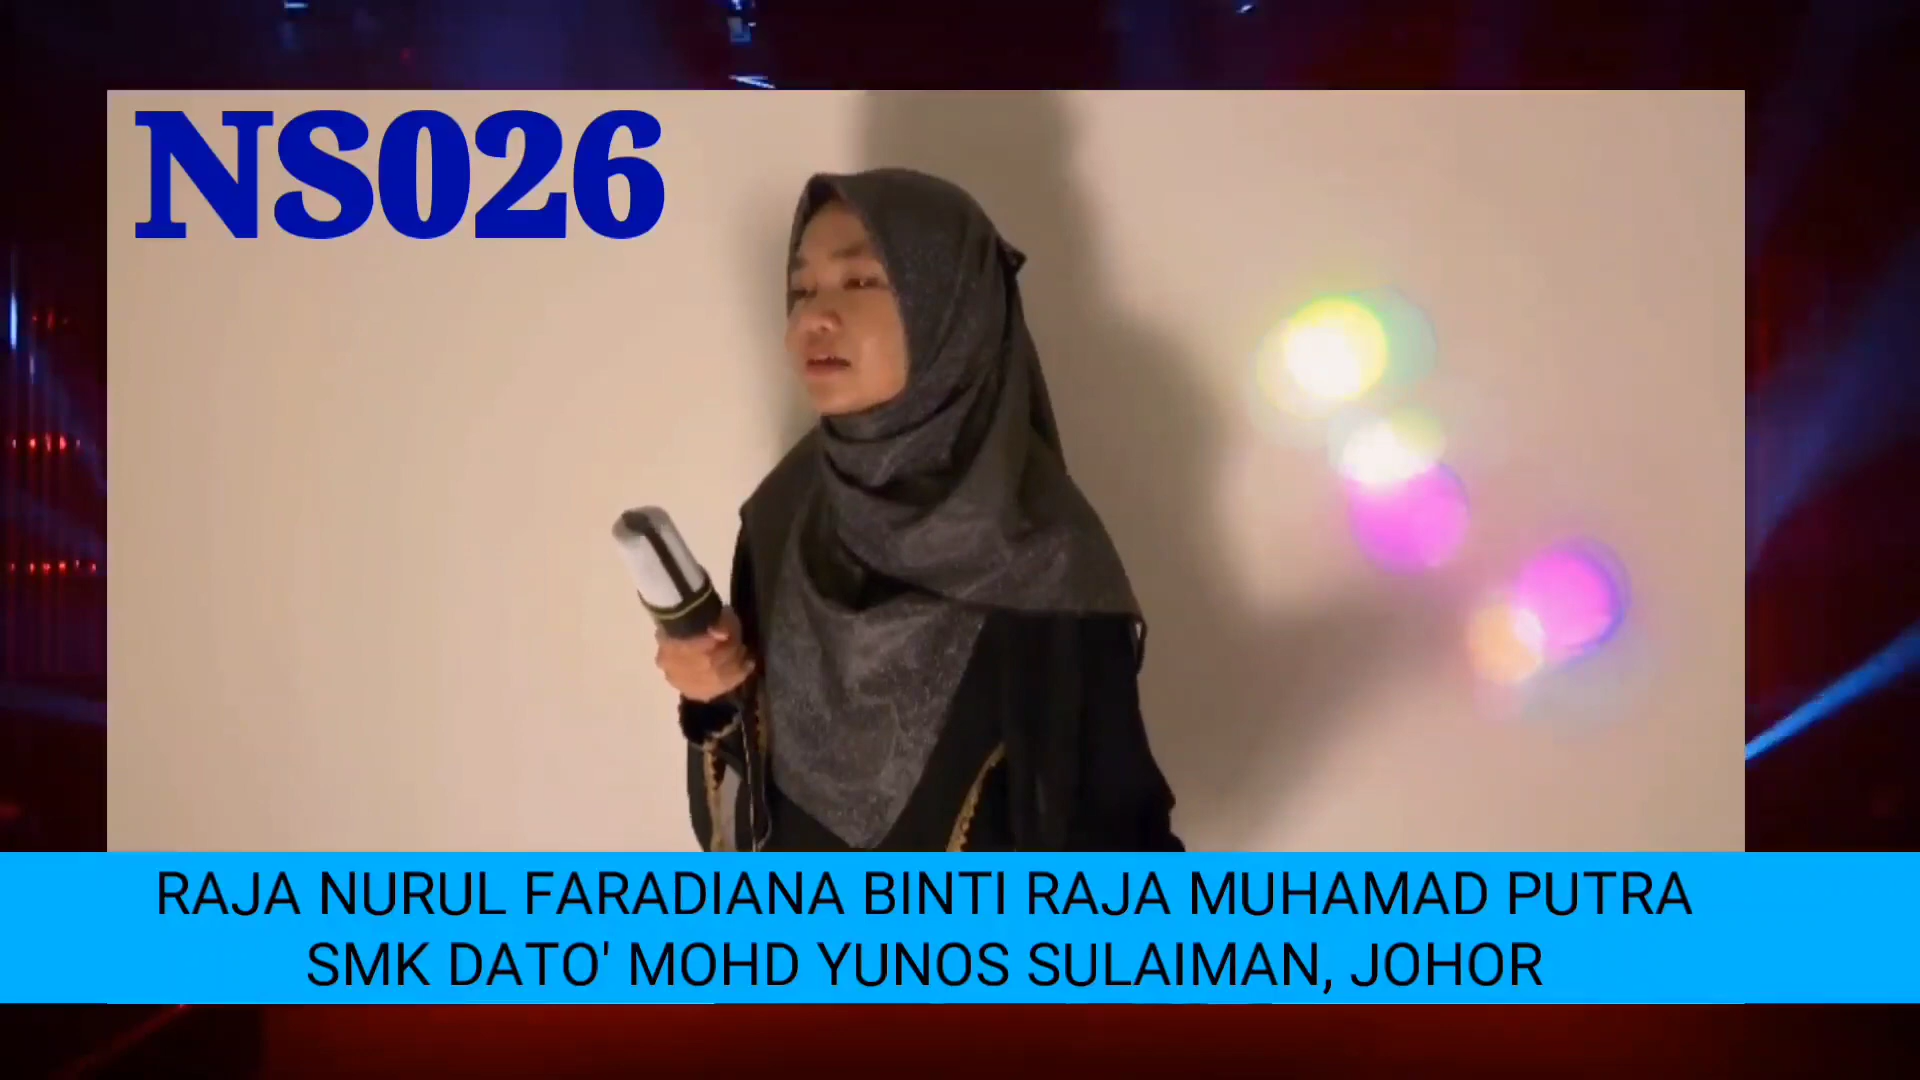 NS026
RAJA NURUL FARADIANA BINTI RAJA MUHAMAD PUTRA
SMK DATO' MOHD YUNOS SULAIMAN, JOHOR